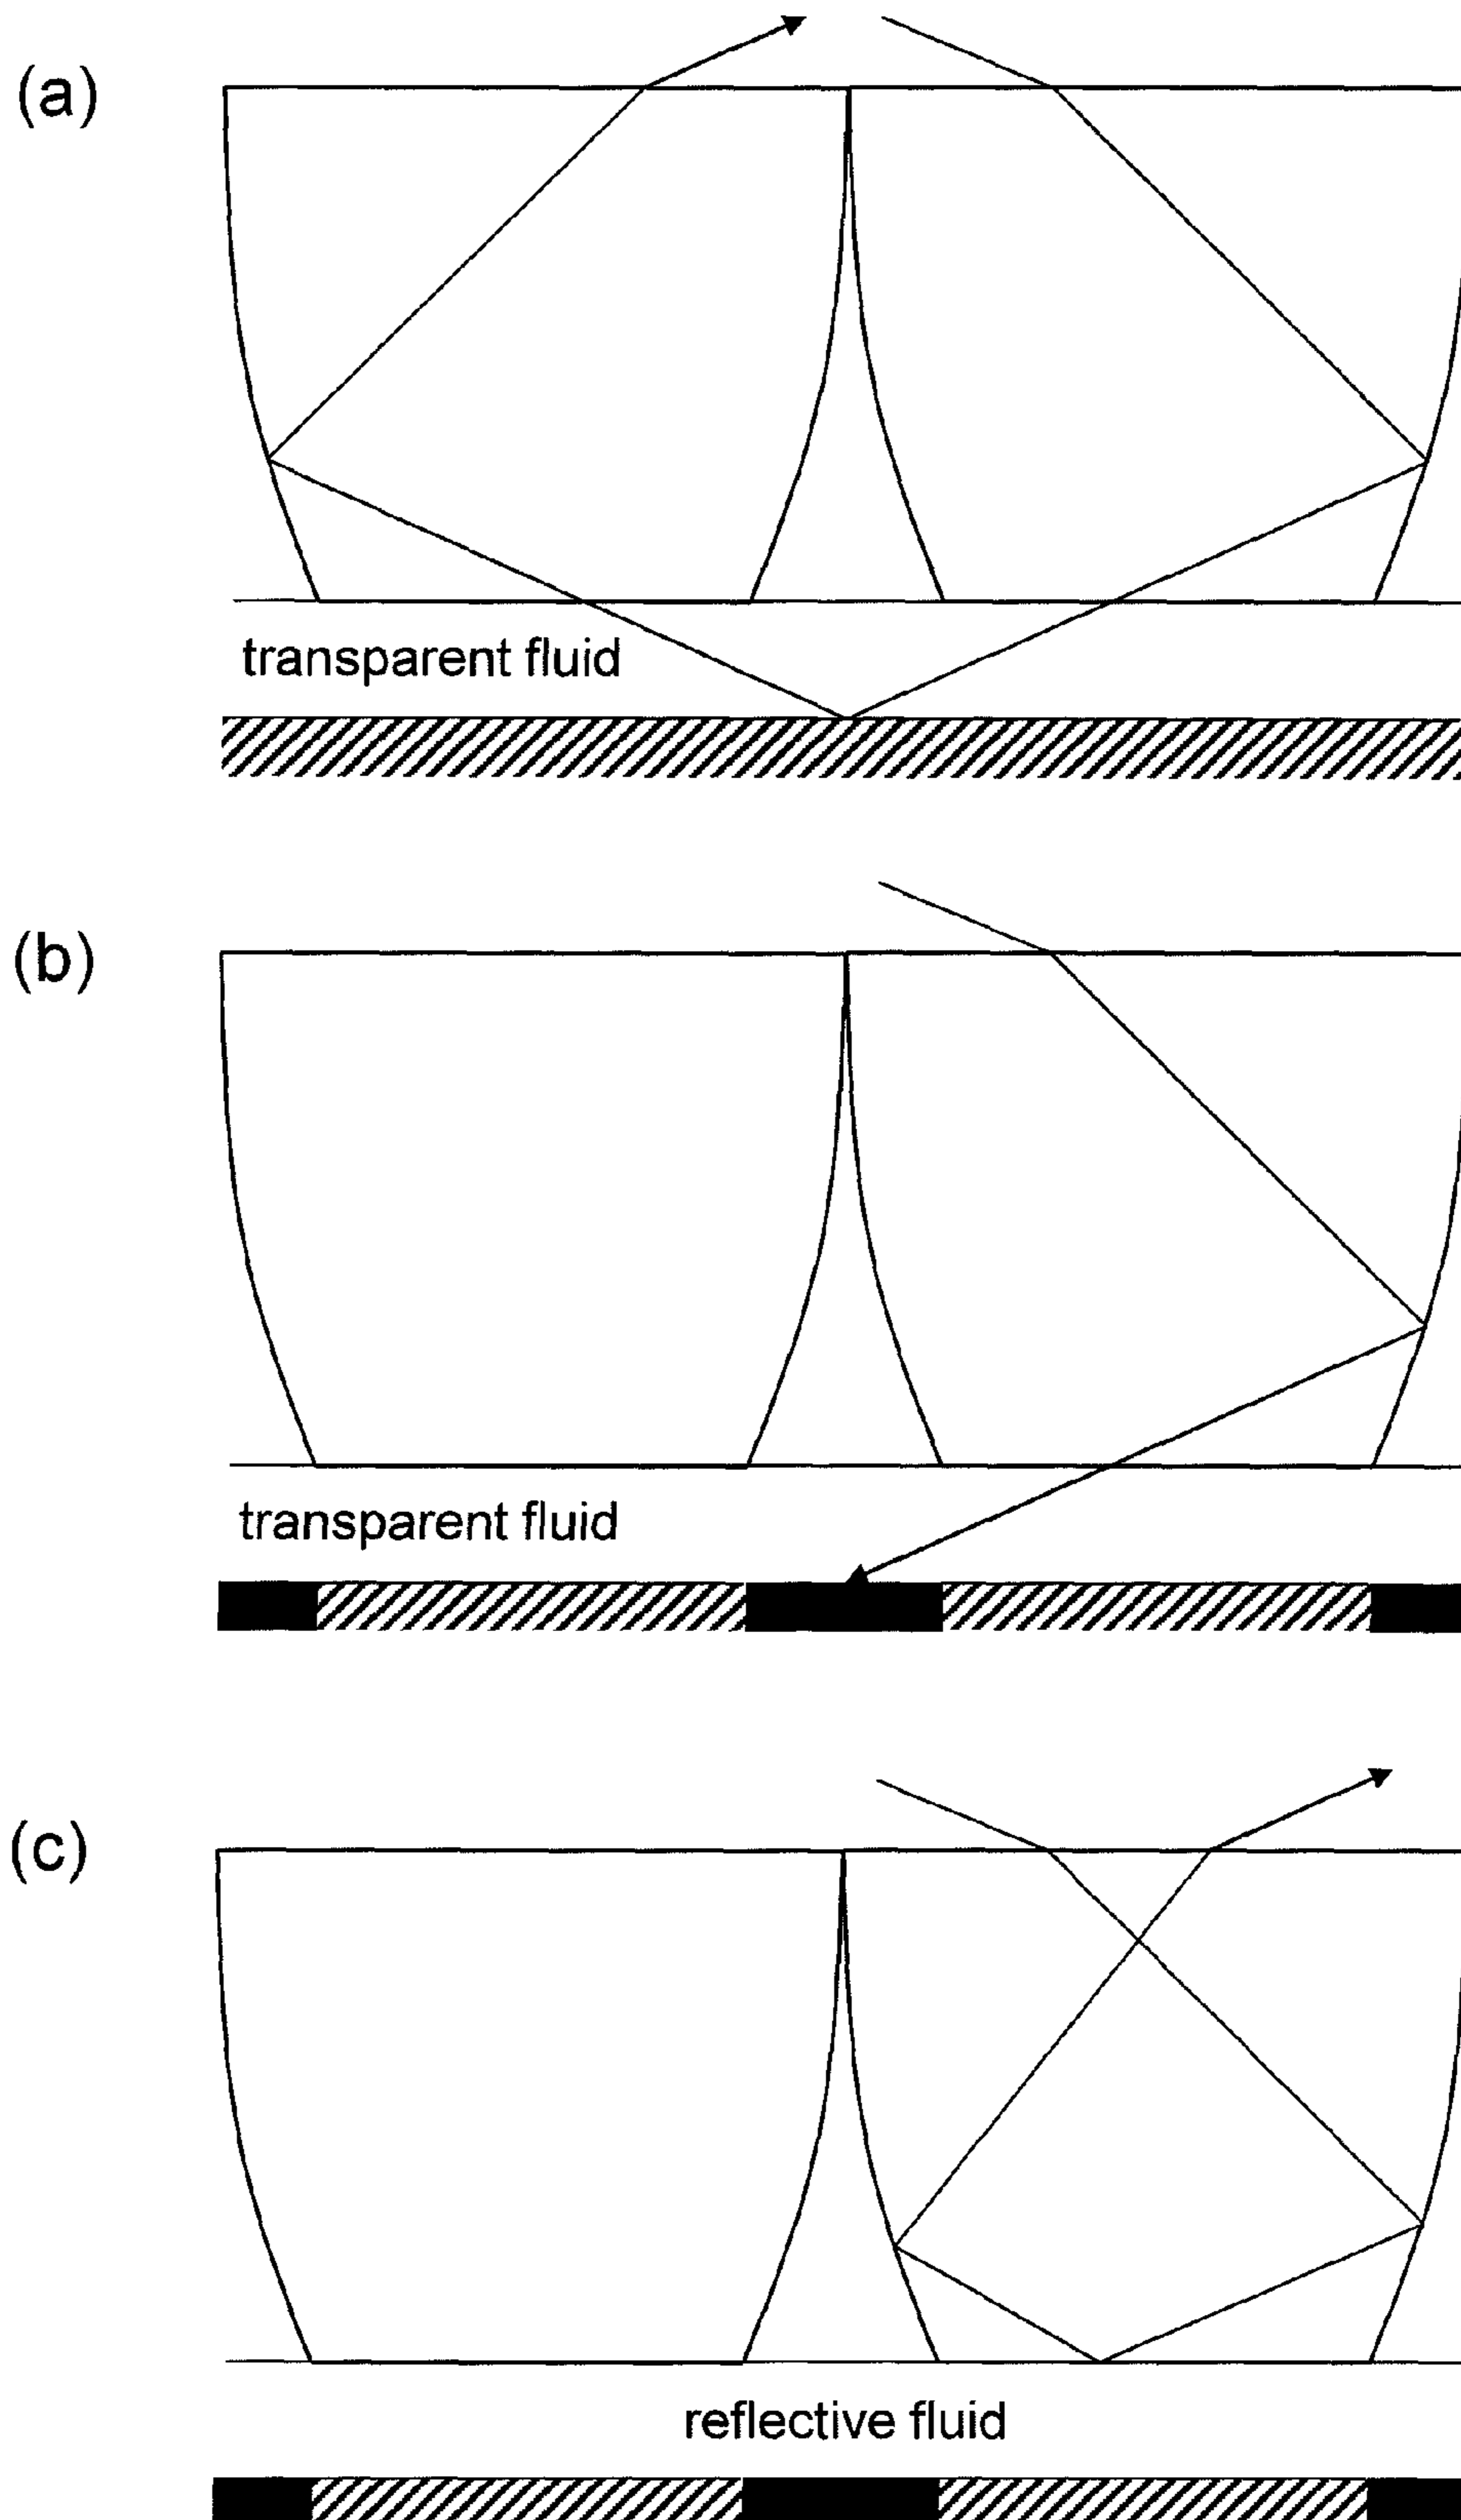 (a)
transparent fluid
(b)
transparent fluid
(c)
reflective fluid